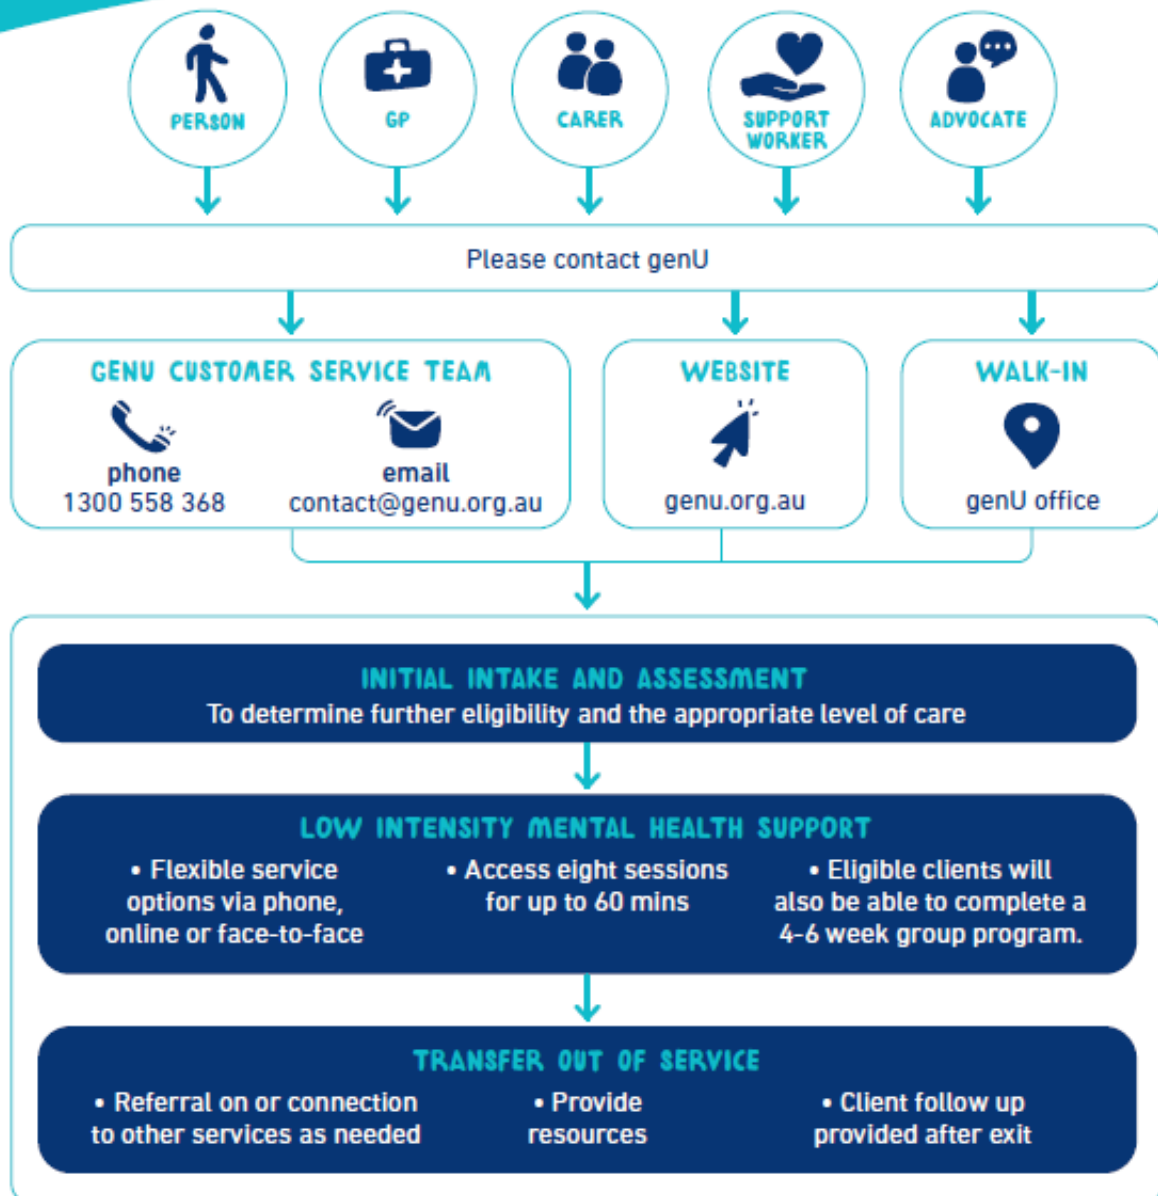 PERSON
GP
CARER
SUPPORT
WORKER
ADVOCATE
Please contact genU
GENU CUSTOMER SERVICE TEAM
phone
1300 558 368
email
contact@genu.org.au
WEBSITE
genu.org.au
WALK-IN
genU office
INITIAL INTAKE AND ASSESSMENT
To determine further eligibility and the appropriate level of care
LOW INTENSITY MENTAL HEALTH SUPPORT
• Flexible service
options via phone,
online or face-to-face
• Access eight sessions
for up to 60 mins
• Eligible clients will
also be able to complete a
4-6 week group program.
TRANSFER OUT OF SERVICE
• Referral on or connection
to other services as needed
• Provide
resources
• Client follow up
provided after exit